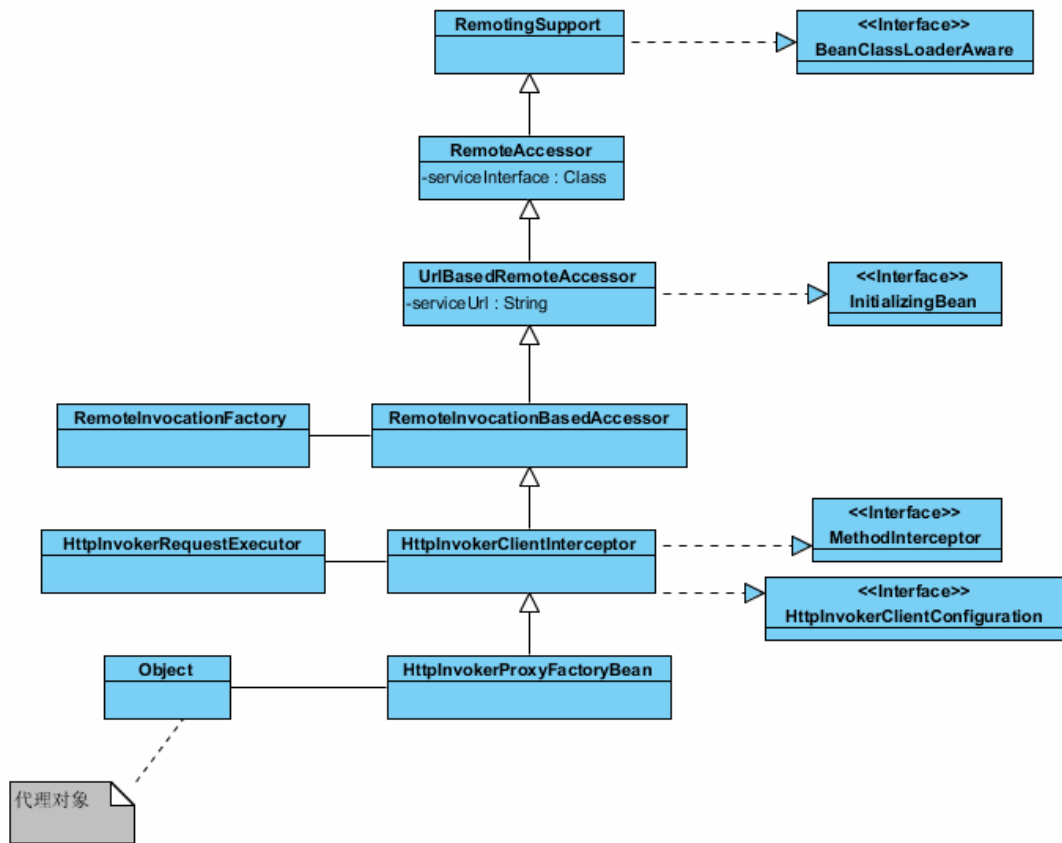 RemotingSupport
<<Interface>>
BeanClassLoaderAware
RemoteAccessor
-serviceInterface : Class
UrlBasedRemoteAccessor
-serviceUrl : String
<<Interface>>
InitializingBean
RemoteInvocationFactory
RemoteInvocationBasedAccessor
HttpInvokerRequestExecutor
HttpInvokerClientInterceptor
<<Interface>>
MethodInterceptor
<<Interface>>
HttpInvokerClientConfiguration
Object
HttpInvokerProxyFactoryBean
代理对象